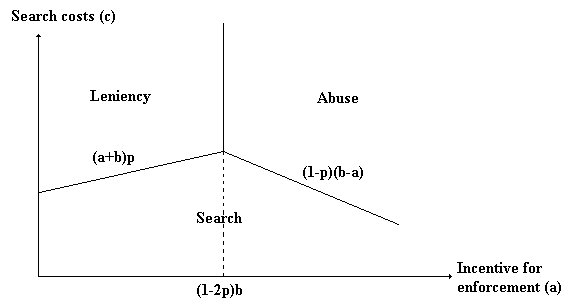 Search costs (c)
Leniency
Abuse
(a+b)p
(1-p)(b-a)
Search
Incentive for
enforcement (a)
(1-2p)b